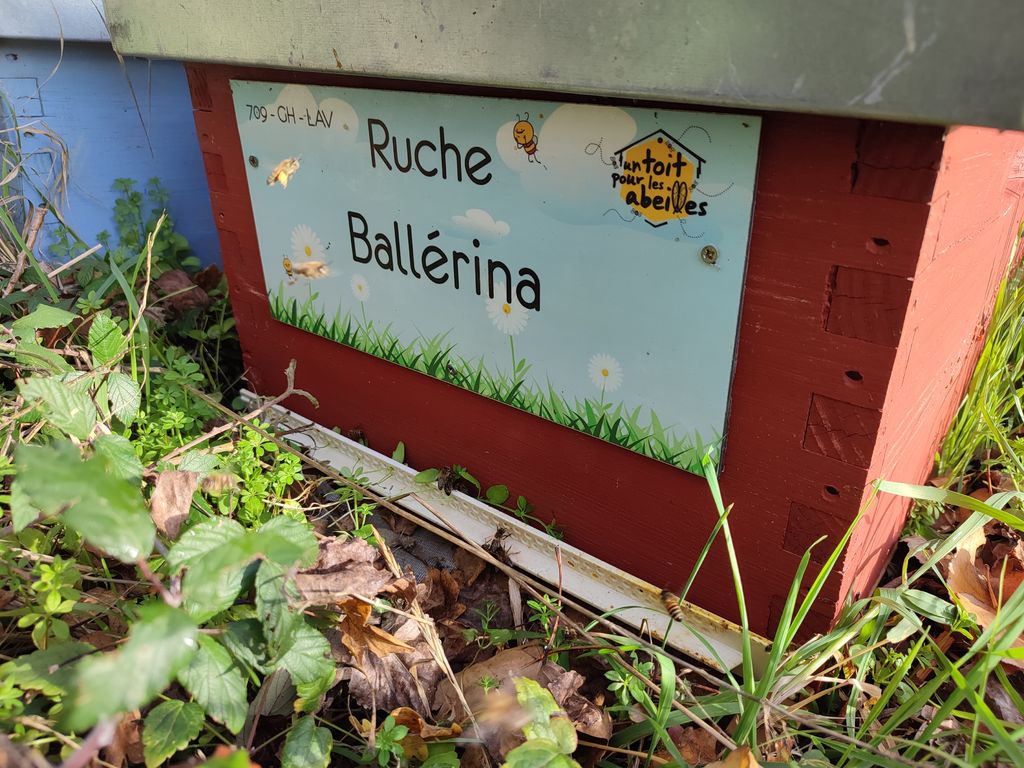 709 - GH - LAV
Ruche
Ballérina
un toit
pour les
abeilles